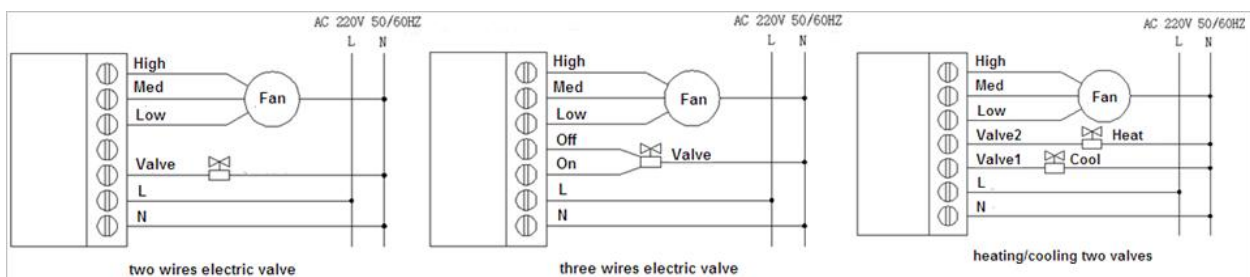 AC 220V 50/60HZ
L N
High
Med
Low
Fan
Valve
L
N
two wires electric valve
AC 220V 50/60HZ
L N
High
Med
Low
Fan
Off
On
Valve
L
N
three wires electric valve
AC 220V 50/60HZ
L N
High
Med
Low
Fan
Valve2 Heat
Valve1 Cool
L
N
heating/cooling two valves